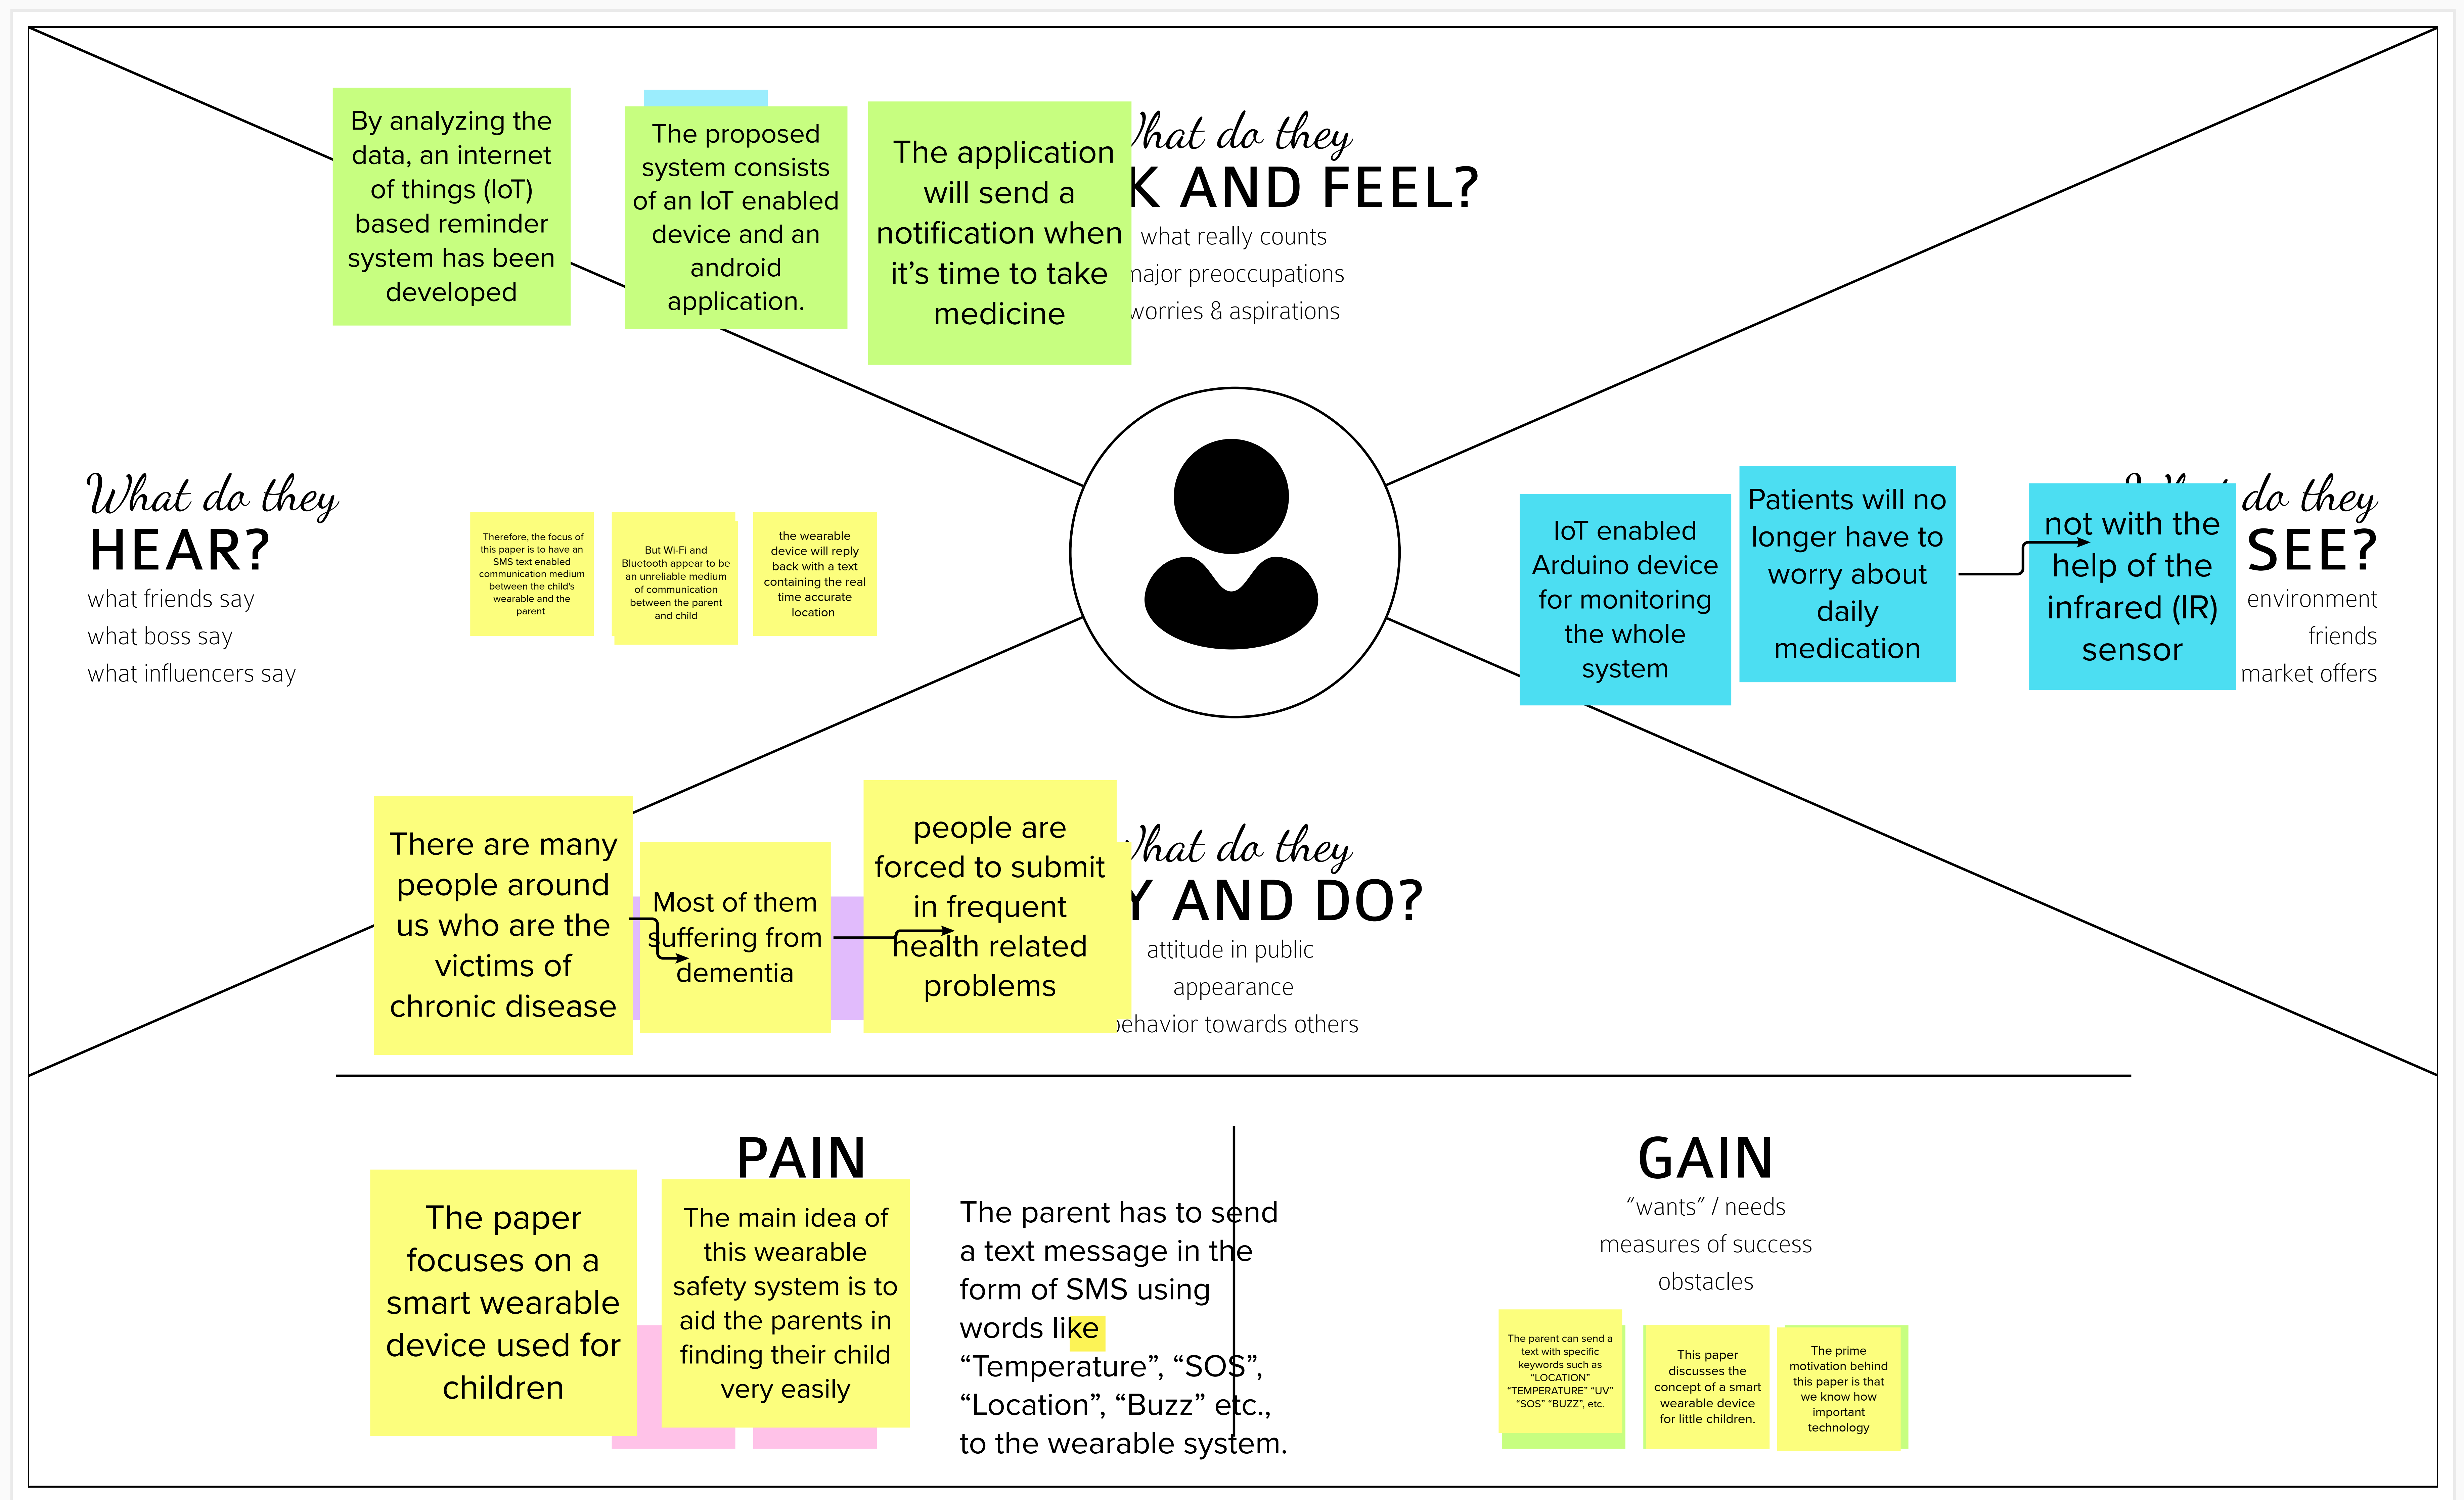 By analyzing the
data, an internet
of things (IoT)
based reminder
system has been
developed
The proposed
system consists
of an IoT enabled
device and an
android
application.
The application
will send a
notification when
it's time to take
medicine
What do they
K AND FEEL?
what really counts
major preoccupations
worries & aspirations
What do they
HEAR?
what friends say
what boss say
what influencers say
Therefore, the focus of
this paper is to have an
SMS text enabled
communication medium
between the child's
wearable and the
parent
But Wi-Fi and
Bluetooth appear to be
an unreliable medium
of communication
between the parent
and child
the wearable
device will reply
back with a text
containing the real
time accurate
location
IoT enabled
Arduino device
for monitoring
the whole
system
Patients will no
longer have to
worry about
daily
medication
not with the
help of the
infrared (IR)
sensor
do they
SEE?
environment
friends
market offers
There are many
people around
us who are the
victims of
chronic disease
Most of them
suffering from
dementia
people are
forced to submit
in frequent
health related
problems
What do they
Y AND DO?
attitude in public
appearance
behavior towards others
PAIN
The paper
focuses on a
smart wearable
device used for
children
The main idea of
this wearable
safety system is to
aid the parents in
finding their child
very easily
The parent has to send
a text message in the
form of SMS using
words like
“Temperature”, “SOS”,
“Location”, “Buzz” etc.,
to the wearable system.
GAIN
“wants” / needs
measures of success
obstacles
The parent can send a
text with specific
keywords such as
“LOCATION”
“TEMPERATURE” “UV”
“SOS” “BUZZ”, etc.
This paper
discusses the
concept of a smart
wearable device
for little children.
The prime
motivation behind
this paper is that
we know how
important
technology